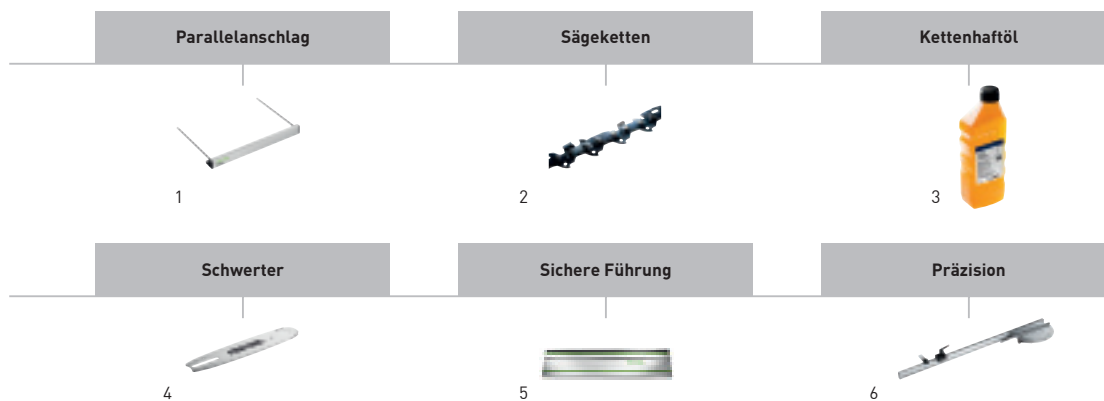 Parallelanschlag
Sägeketten
Kettenhaftöl
1
2
3
Schwerter
Sichere Führung
Präzision
4
5
6